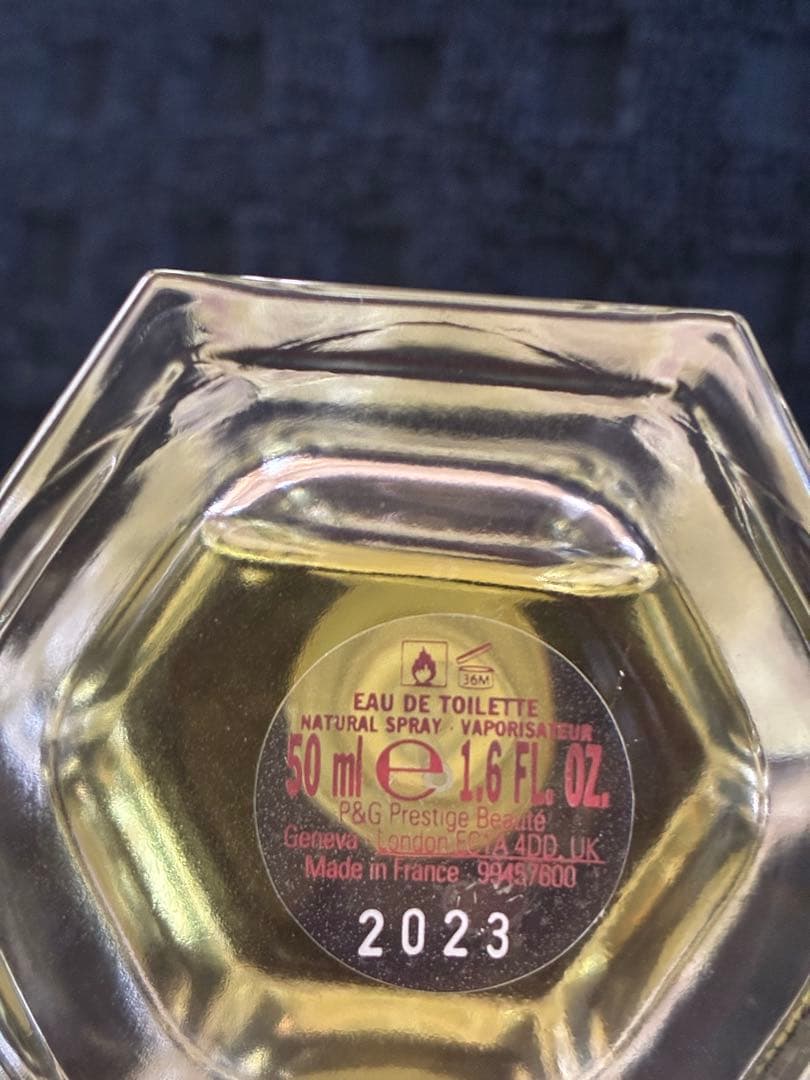 36M
EAU DE TOILETTE
NATURAL SPRAY · VAPORISATEUR
50 ml e 1.6 FL. OZ.
P&G Prestige Beauté
Geneva · London EC1A 4DD, UK
Made in France · 99457600
2023